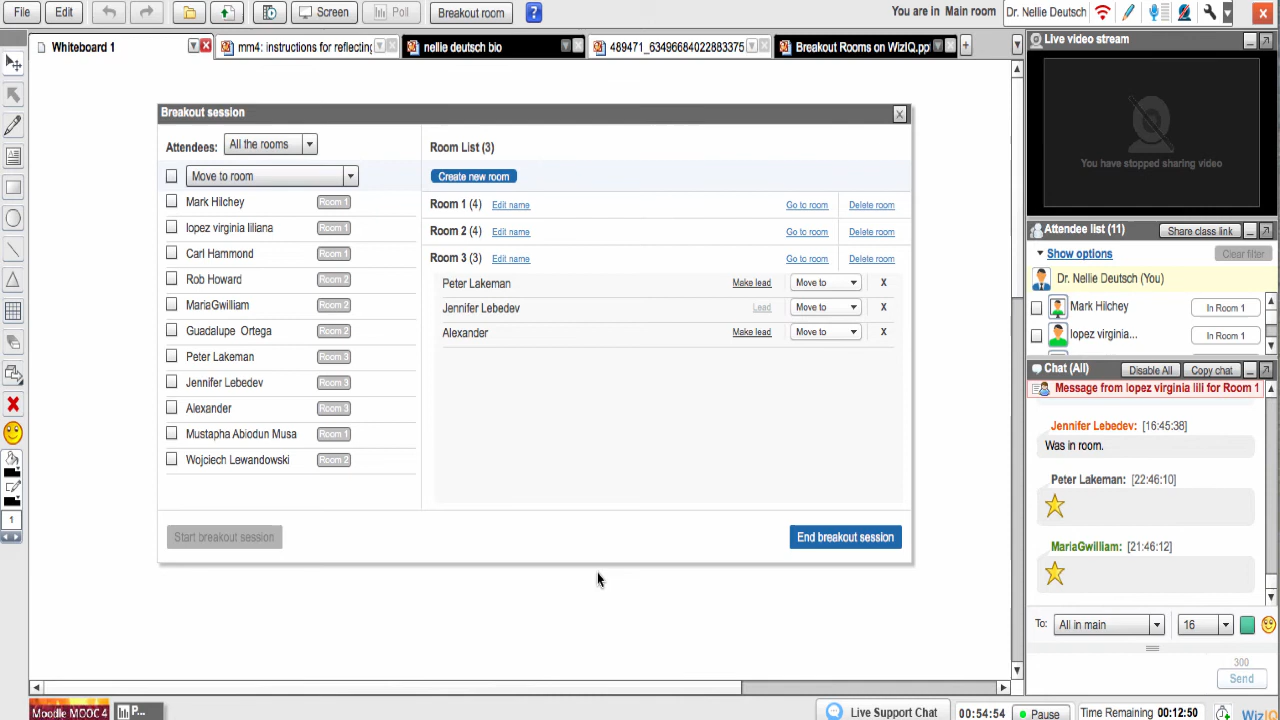 File Edit Screen Poll Breakout room ? You are in Main room Dr. Nellie Deutsch
Whiteboard 1 mm4: instructions for reflecting nellie deutsch bio 489471_63496684022883375 Breakout Rooms on WizIQ.ppt
Live video stream
You have stopped sharing video
Breakout session
X
Attendees: All the rooms
Move to room
Mark Hilchey Room 1
lopez virginia liliana Room 1
Carl Hammond Room 1
Rob Howard Room 2
MariaGwilliam Room 2
Guadalupe Ortega Room 2
Peter Lakeman Room 3
Jennifer Lebedev Room 3
Alexander Room 3
Mustapha Abiodun Musa Room 1
Wojciech Lewandowski Room 2
Start breakout session
Room List (3)
Create new room
Room 1 (4) Edit name Go to room Delete room
Room 2 (4) Edit name Go to room Delete room
Room 3 (3) Edit name Go to room Delete room
Peter Lakeman Make lead Move to X
Jennifer Lebedev Lead Move to X
Alexander Make lead Move to X
End breakout session
Attendee list (11) Share class link
Show options Clear filter
Dr. Nellie Deutsch (You)
Mark Hilchey In Room 1
lopez virginia... In Room 1
Chat (All) Disable All Copy chat
Message from lopez virginia lili for Room 1
Jennifer Lebedev: [16:45:38]
Was in room.
Peter Lakeman: [22:46:10]
MariaGwilliam: [21:46:12]
To: All in main 16
300
Send
1
Moodle MOOC 4 P... Live Support Chat 00:54:54 Pause Time Remaining 00:12:50 WizIQ